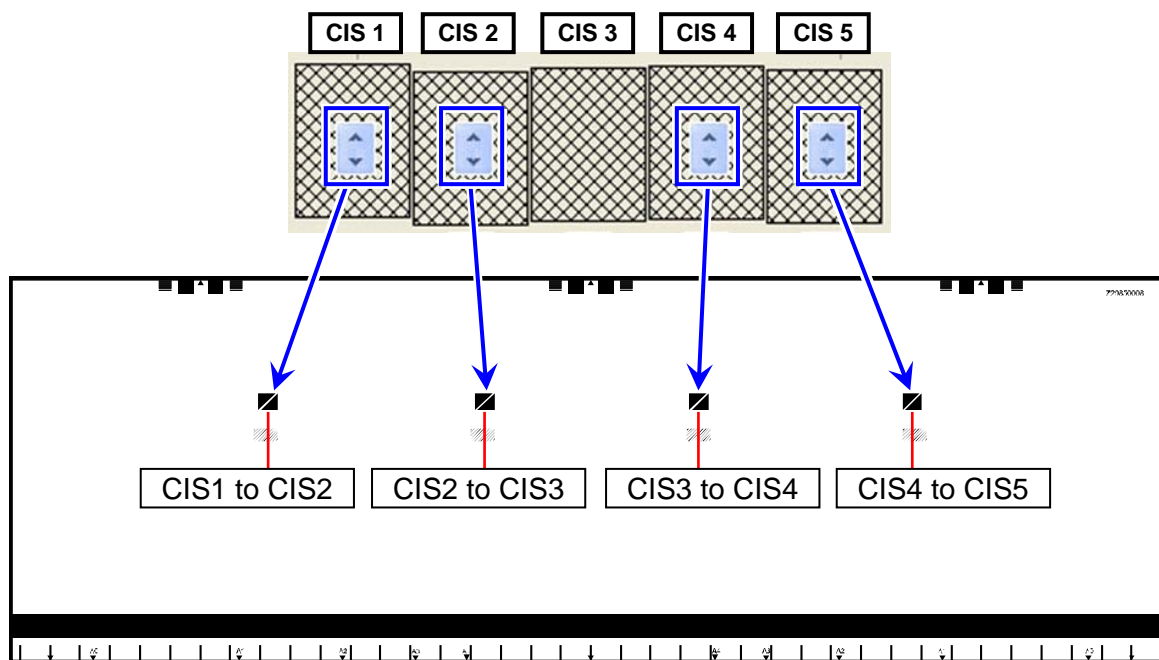 CIS 1
CIS 2
CIS 3
CIS 4
CIS 5
CIS1 to CIS2
CIS2 to CIS3
CIS3 to CIS4
CIS4 to CIS5